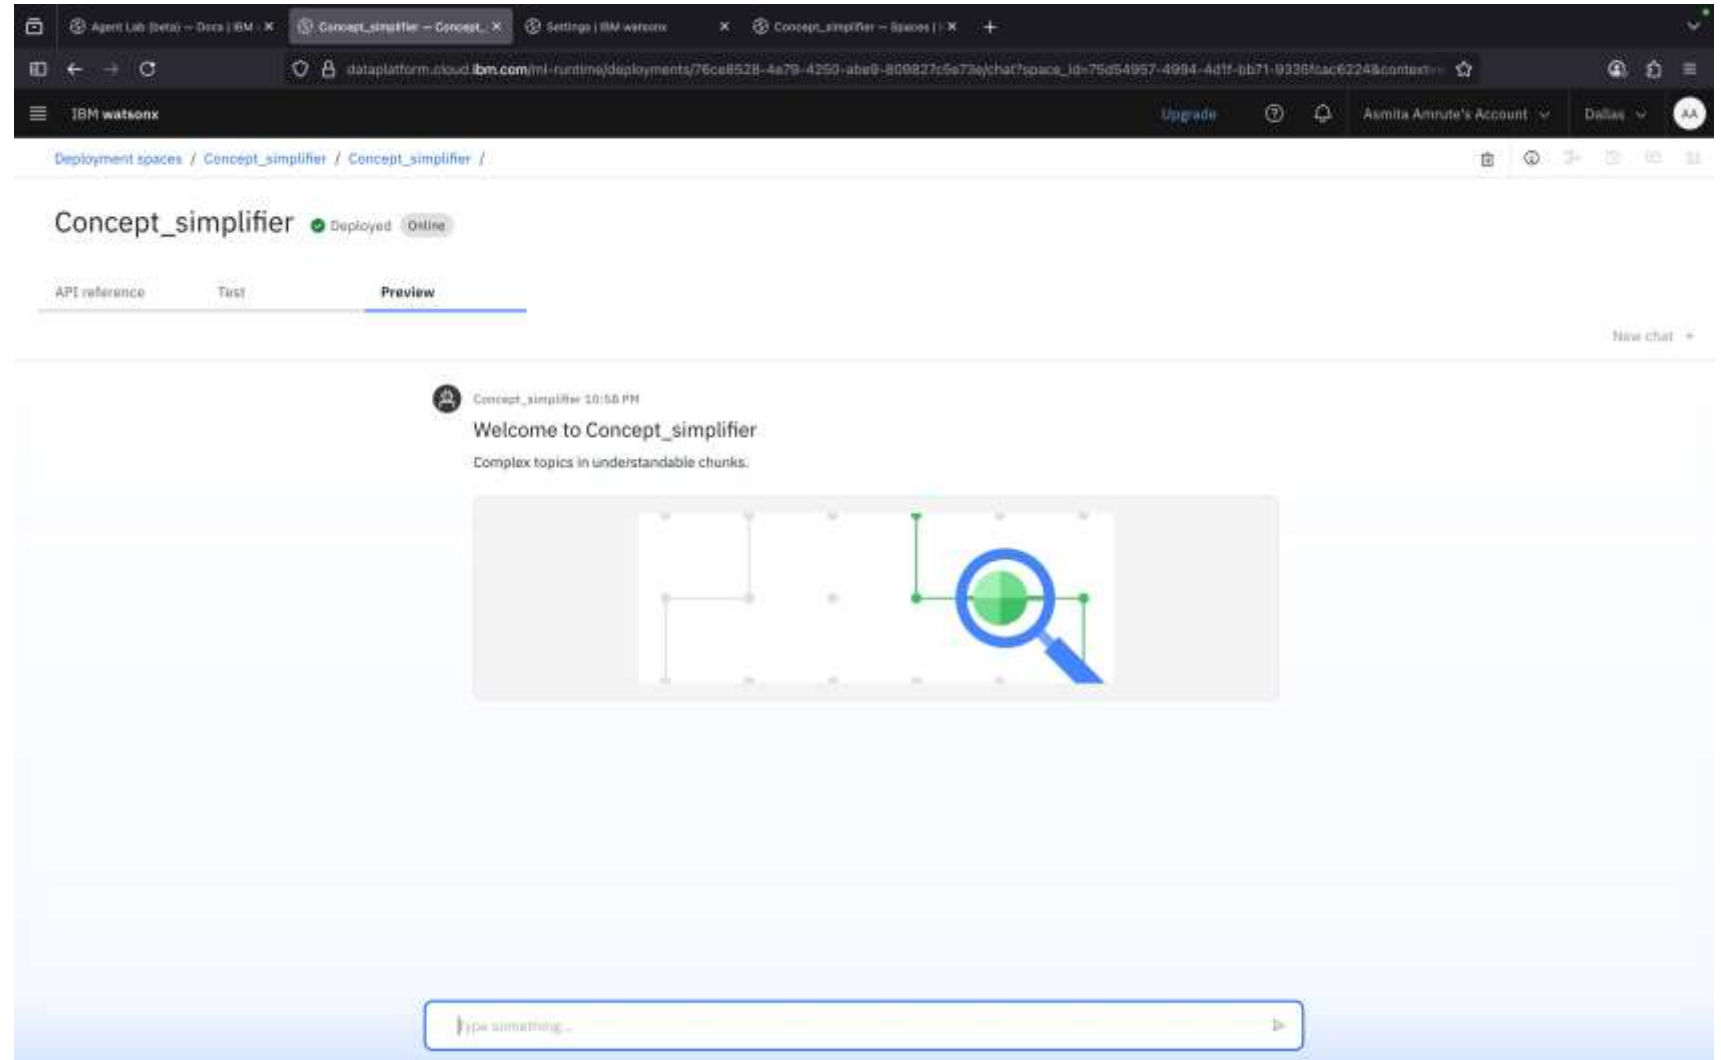 Agent Lab (beta) — Docs | IBM
Concept_simplifier — Concept_
Settings | IBM watsonx
Concept_simplifier — Spaces |
IBM watsonx
Upgrade
Asmita Amrute's Account
Dallas
AA
Deployment spaces / Concept_simplifier / Concept_simplifier /
Concept_simplifier
Deployed
Online
API reference
Test
Preview
New chat +
Concept_simplifier 10:58 PM
Welcome to Concept_simplifier
Complex topics in understandable chunks.
Type something...